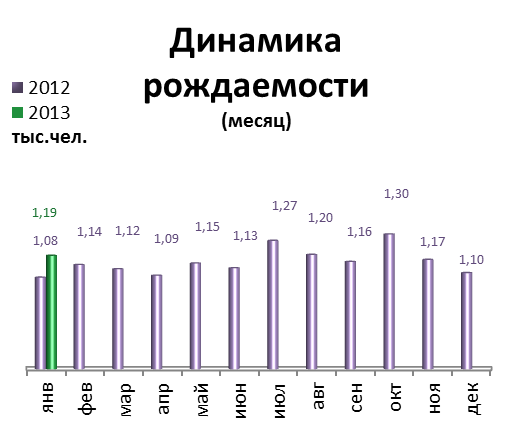 Динамика
рождаемости
(месяц)
2012
2013
тыс.чел.
1,19
1,08
1,14
1,12
1,09
1,15
1,13
1,27
1,20
1,16
1,30
1,17
1,10
янв
фев
мар
апр
май
июн
июл
авг
сен
окт
ноя
дек